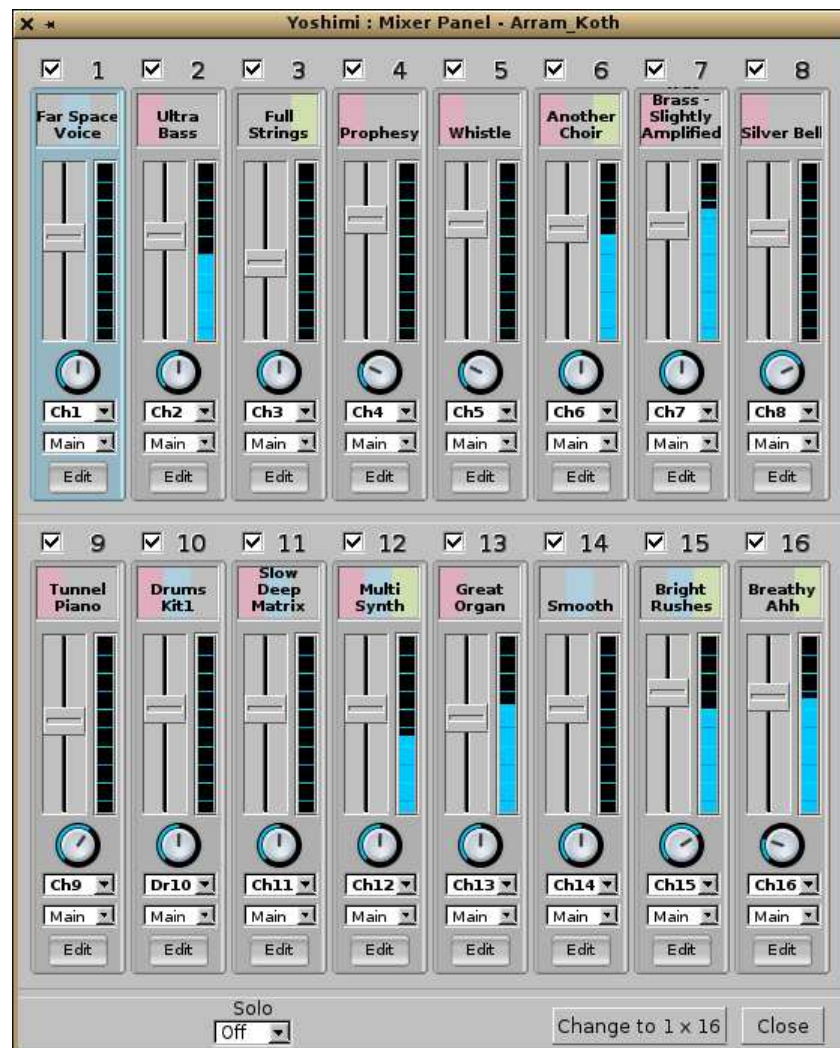 Yoshimi : Mixer Panel - Arram_Koth
1 2 3 4 5 6 7 8
Far Space Voice
Ultra Bass
Full Strings
Prophesy
Whistle
Another Choir
Brass - Slightly Amplified
Silver Bell
Ch1 Ch2 Ch3 Ch4 Ch5 Ch6 Ch7 Ch8
Main Main Main Main Main Main Main Main
Edit Edit Edit Edit Edit Edit Edit Edit
9 10 11 12 13 14 15 16
Tunnel Piano
Drums Kit1
Slow Deep Matrix
Multi Synth
Great Organ
Smooth
Bright Rushes
Breathy Ahh
Ch9 Dr10 Ch11 Ch12 Ch13 Ch14 Ch15 Ch16
Main Main Main Main Main Main Main Main
Edit Edit Edit Edit Edit Edit Edit Edit
Solo
Off Change to 1 x 16 Close